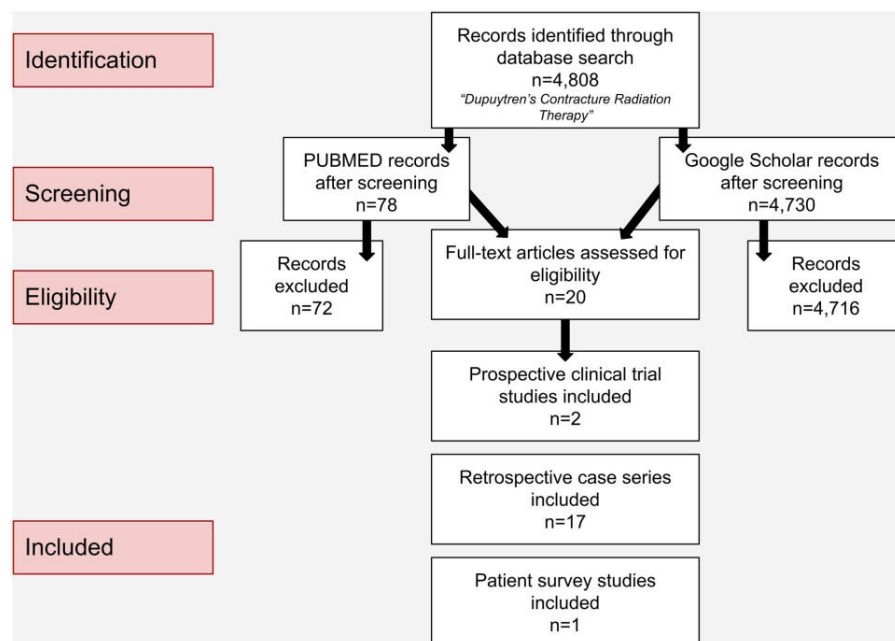 Identification
Records identified through
database search
n=4,808
“Dupuytren’s Contracture Radiation
Therapy”
Screening
PUBMED records
after screening
n=78
Google Scholar records
after screening
n=4,730
Eligibility
Records
excluded
n=72
Full-text articles assessed for
eligibility
n=20
Records
excluded
n=4,716
Prospective clinical trial
studies included
n=2
Retrospective case series
included
n=17
Included
Patient survey studies
included
n=1